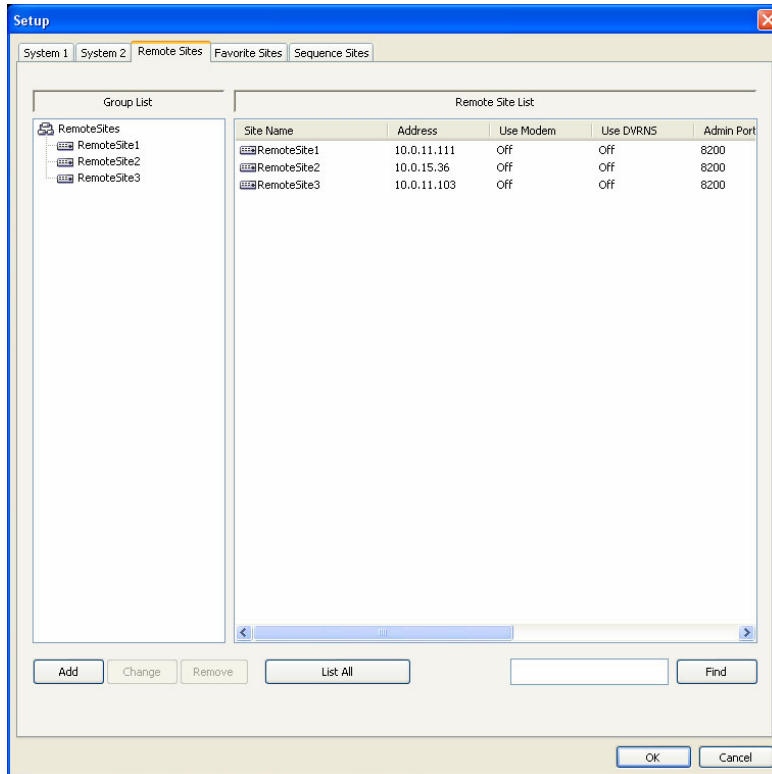 Setup
System 1 System 2 Remote Sites Favorite Sites Sequence Sites
Group List Remote Site List
RemoteSites
RemoteSite1
RemoteSite2
RemoteSite3
Site Name Address Use Modem Use DVRNS Admin Port
RemoteSite1 10.0.11.111 Off Off 8200
RemoteSite2 10.0.15.36 Off Off 8200
RemoteSite3 10.0.11.103 Off Off 8200
Add Change Remove List All Find
OK Cancel